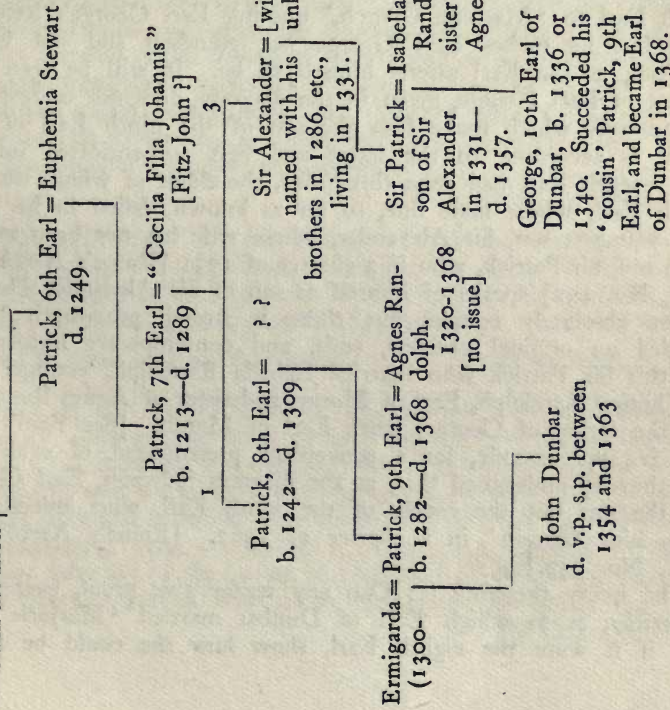 Patrick, 6th Earl = Euphemia Stewart
d. 1249.
Patrick, 7th Earl = “Cecilia Filia Johannis”
b. 1213—d. 1289 [Fitz-John ?]
1
3
Patrick, 8th Earl = ? ?
b. 1242—d. 1309
Sir Alexander =
named with his
brothers in 1286, etc.,
living in 1331.
Ermigarda = Patrick, 9th Earl = Agnes Ran-
(1300- b. 1282—d. 1368 dolph.
1320-1368
[no issue]
Sir Patrick = Isabella
son of Sir
Alexander
in 1331—
d. 1357.
sister
John Dunbar
d. v.p. s.p. between
1354 and 1363
George, 10th Earl of
Dunbar, b. 1336 or
1340. Succeeded his
‘cousin’ Patrick, 9th
Earl, and became Earl
of Dunbar in 1368.